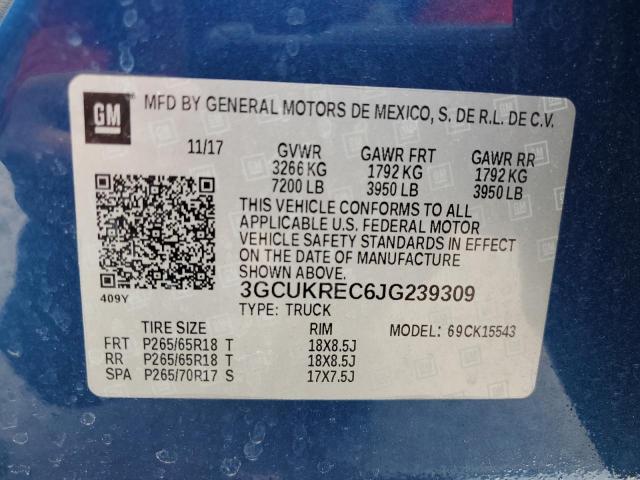 GM
MFD BY GENERAL MOTORS DE MEXICO, S. DE R.L. DE C.V.
11/17 GVWR GAWR FRT GAWR RR
3266 KG 1792 KG 1792 KG
7200 LB 3950 LB 3950 LB
THIS VEHICLE CONFORMS TO ALL
APPLICABLE U.S. FEDERAL MOTOR
VEHICLE SAFETY STANDARDS IN EFFECT
ON THE DATE OF MANUFACTURE
SHOWN ABOVE.
409Y
3GCUKREC6JG239309
TYPE: TRUCK
TIRE SIZE RIM MODEL: 69CK15543
FRT P265/65R18 T 18X8.5J
RR P265/65R18 T 18X8.5J
SPA P265/70R17 S 17X7.5J